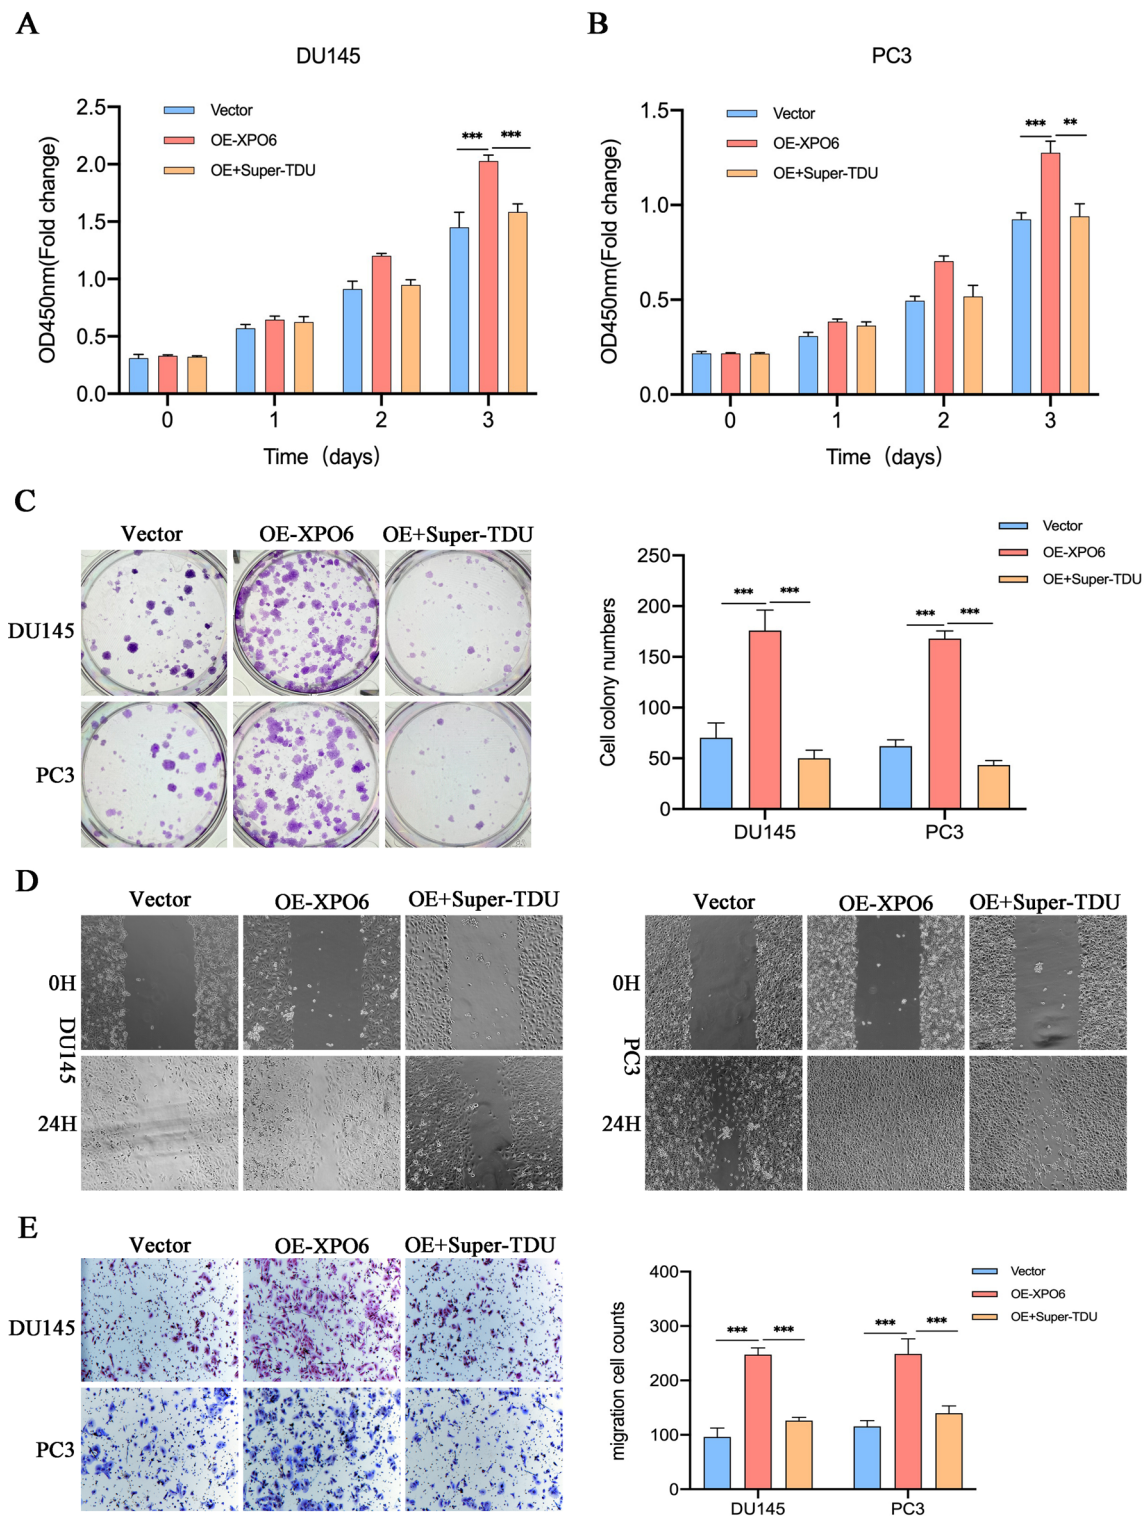 A
DU145
OD450nm(Fold change)
2.5
2.0
1.5
1.0
0.5
0.0
Vector
OE-XPO6
OE+Super-TDU
*** ***
0 1 2 3
Time (days)
B
PC3
OD450nm(Fold change)
1.5
1.0
0.5
0.0
Vector
OE-XPO6
OE+Super-TDU
*** **
0 1 2 3
Time (days)
C
Vector OE-XPO6 OE+Super-TDU
DU145
PC3
Cell colony numbers
250
200
150
100
50
0
Vector
OE-XPO6
OE+Super-TDU
*** ***
*** ***
DU145 PC3
D
Vector OE-XPO6 OE+Super-TDU
0H
DU145
24H
Vector OE-XPO6 OE+Super-TDU
0H
PC3
24H
E
Vector OE-XPO6 OE+Super-TDU
DU145
PC3
migration cell counts
400
300
200
100
0
Vector
OE-XPO6
OE+Super-TDU
*** ***
*** ***
DU145 PC3